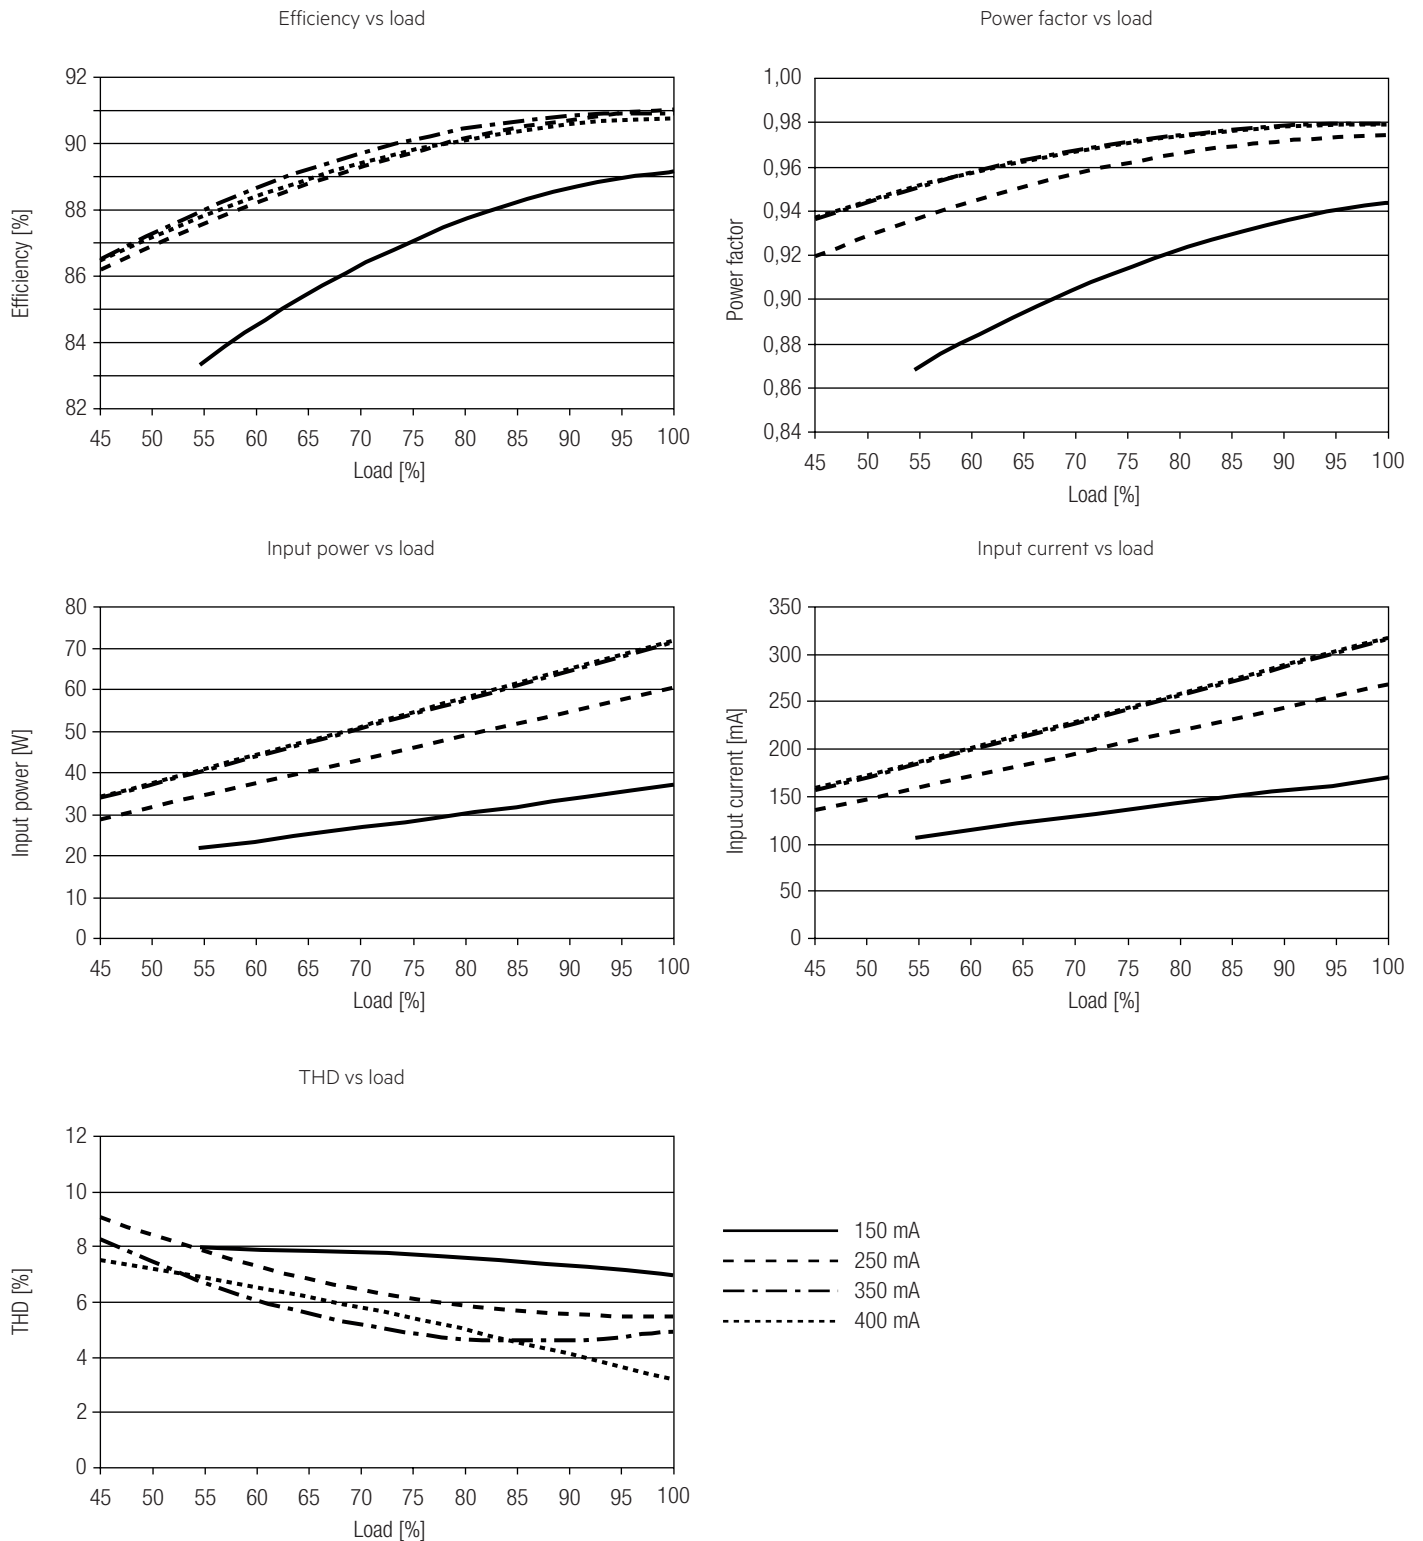 Efficiency vs load
Efficiency [%]
92
90
88
86
84
82
45 50 55 60 65 70 75 80 85 90 95 100
Load [%]
Power factor vs load
Power factor
1,00
0,98
0,96
0,94
0,92
0,90
0,88
0,86
0,84
45 50 55 60 65 70 75 80 85 90 95 100
Load [%]
Input power vs load
Input power [W]
80
70
60
50
40
30
20
10
0
45 50 55 60 65 70 75 80 85 90 95 100
Load [%]
Input current vs load
Input current [mA]
350
300
250
200
150
100
50
0
45 50 55 60 65 70 75 80 85 90 95 100
Load [%]
THD vs load
THD [%]
12
10
8
6
4
2
0
45 50 55 60 65 70 75 80 85 90 95 100
Load [%]
150 mA
250 mA
350 mA
400 mA